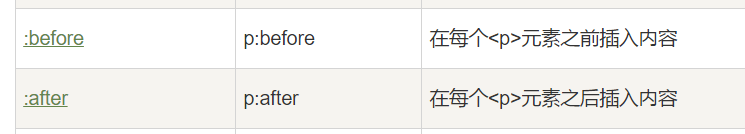 :before p:before 在每个<p>元素之前插入内容
:after p:after 在每个<p>元素之后插入内容